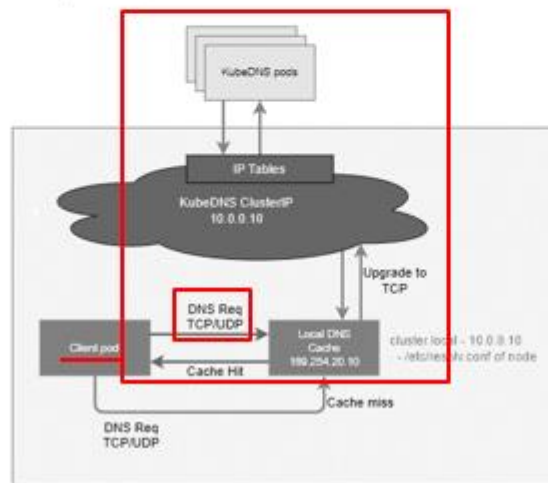 KubeDNS pods
IP Tables
KubeDNS ClusterIP
10.0.0.10
Upgrade to
TCP
DNS Req
TCP/UDP
Client pod
Local DNS
Cache
169.254.20.10
cluster.local - 10.0.0.10
- /etc/resolv.conf of node
Cache Hit
Cache miss
DNS Req
TCP/UDP